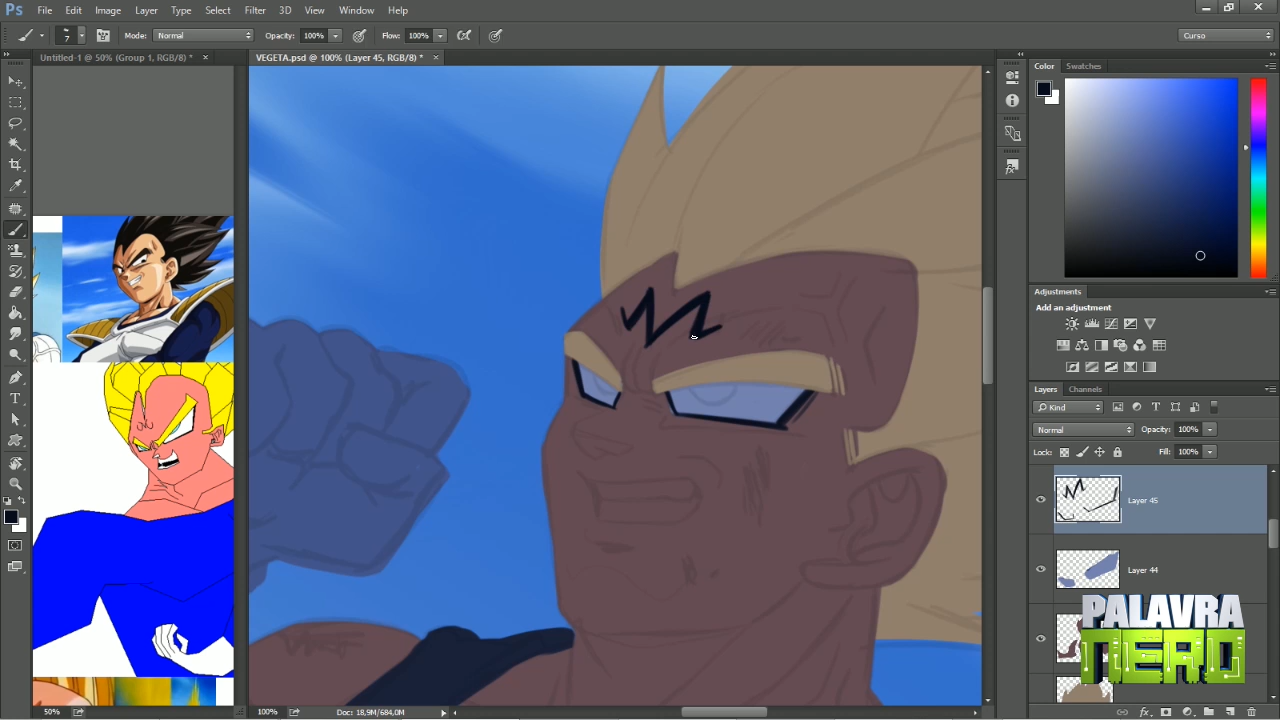 Ps File Edit Image Layer Type Select Filter 3D View Window Help
7 Mode: Normal Opacity: 100% Flow: 100% Curso
Untitled-1 @ 50% (Group 1, RGB/8) * × VEGETA.psd @ 100% (Layer 45, RGB/8) * ×
Color Swatches
Adjustments
Add an adjustment
Layers Channels
Kind
Normal Opacity: 100%
Lock: Fill: 100%
Layer 45
Layer 44
PALAVRA
NERD
50% 100% Doc: 18,9M/684,0M